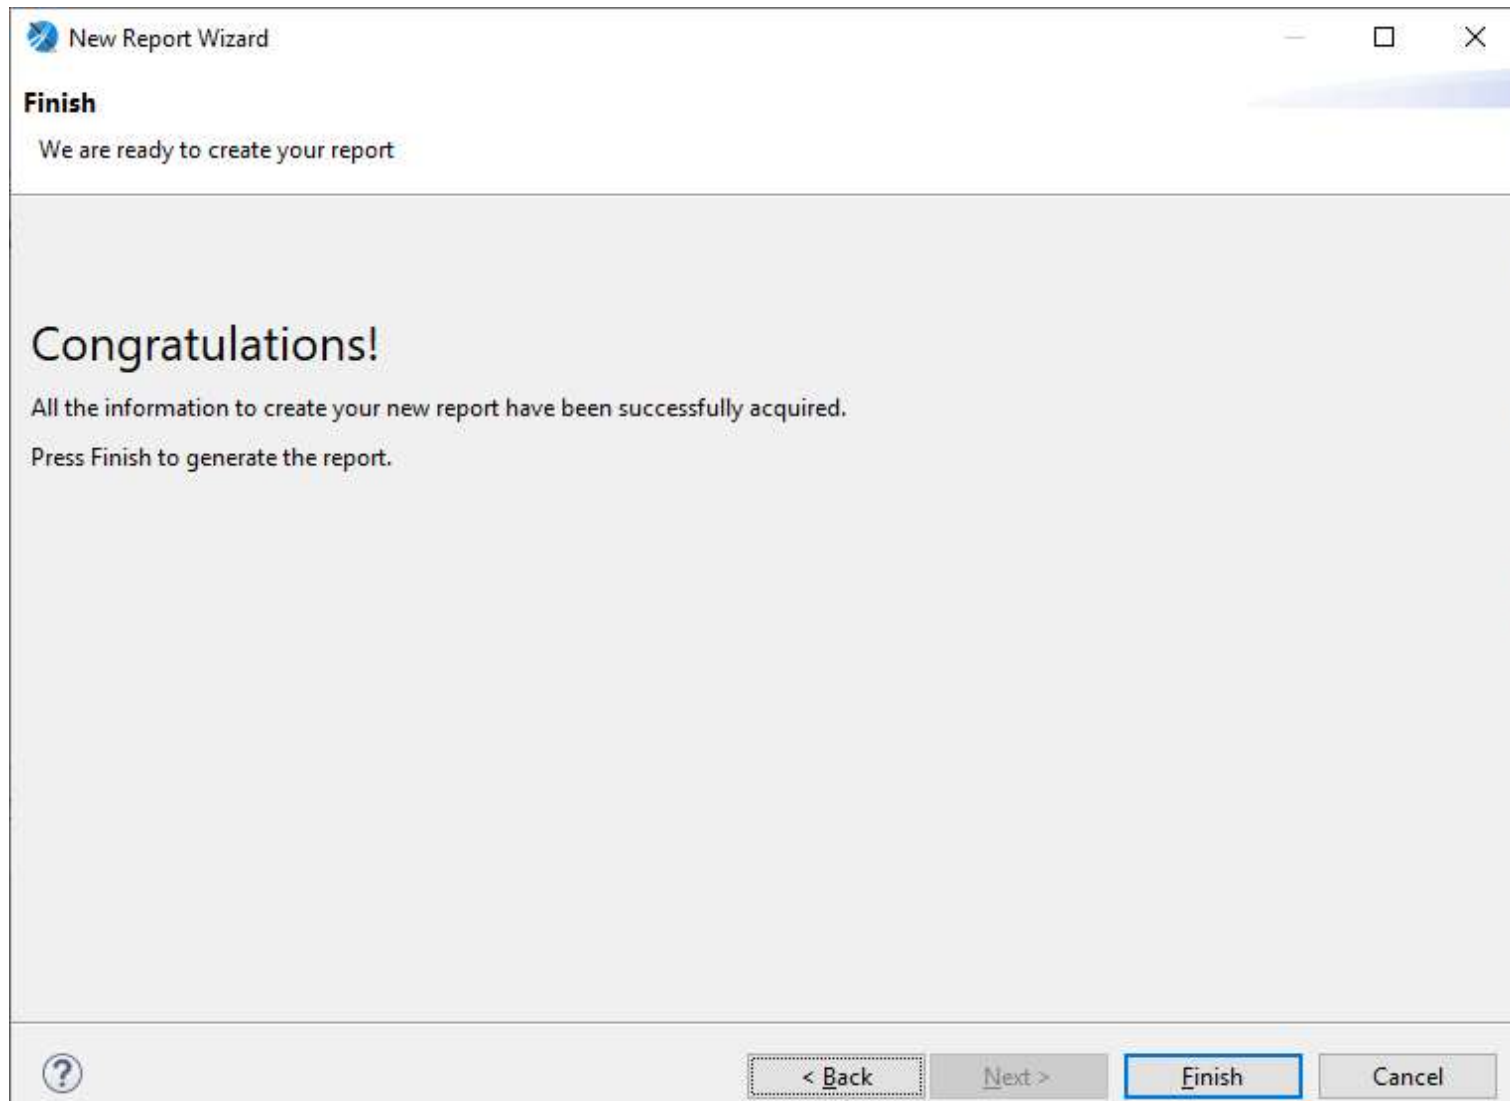 New Report Wizard
Finish
We are ready to create your report
Congratulations!
All the information to create your new report have been successfully acquired.
Press Finish to generate the report.
?
< Back
Next >
Finish
Cancel